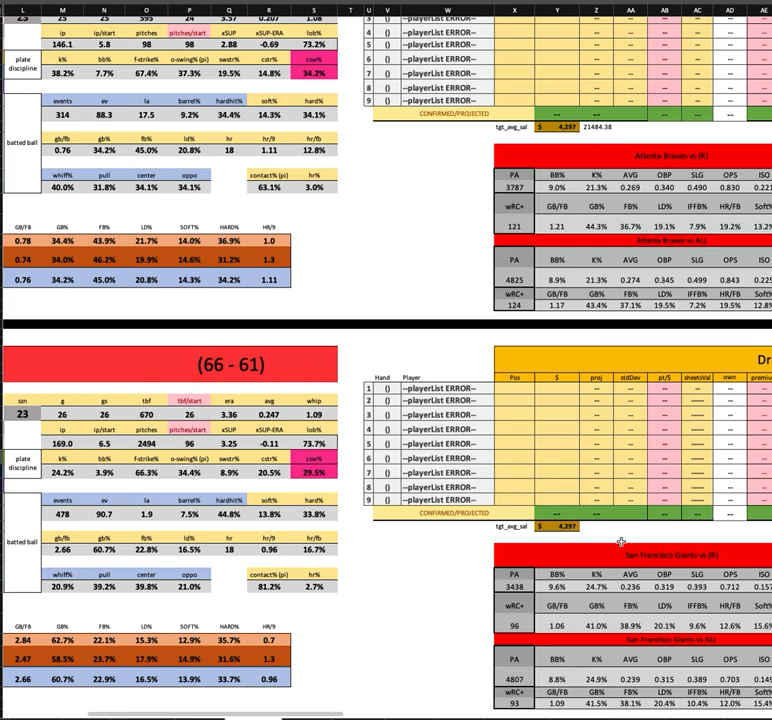 L M N O P Q R S T U V W X Y Z AA AB AC AD AE
25 25 25 595 24 3.57 0.207 1.08
ip ip/start pitches pitches/start xSUP xSUP-ERA lob%
146.1 5.8 98 98 2.88 -0.69 73.2%
plate discipline
k% bb% f-strike% o-swing% (pi) swstr% cstr% csw%
38.2% 7.7% 67.4% 37.3% 19.5% 14.8% 34.2%
batted ball
events ev la barrel% hardhit% soft% hard%
314 88.3 17.5 9.2% 34.4% 14.3% 34.1%
gb/fb gb% fb% ld% hr hr/9 hr/fb
0.76 34.2% 45.0% 20.8% 18 1.11 12.8%
whiff% pull center oppo contact% (pi) hr%
40.0% 31.8% 34.1% 34.1% 63.1% 3.0%
GB/FB GB% FB% LD% SOFT% HARD% HR/9
0.78 34.4% 43.9% 21.7% 14.0% 36.9% 1.0
0.74 34.0% 46.2% 19.9% 14.6% 31.2% 1.3
0.76 34.2% 45.0% 20.8% 14.3% 34.2% 1.11
3 () --playerList ERROR-- -- -- -- -- -- --
4 () --playerList ERROR-- -- -- -- -- -- --
5 () --playerList ERROR-- -- -- -- -- -- --
6 () --playerList ERROR-- -- -- -- -- -- --
7 () --playerList ERROR-- -- -- -- -- -- --
8 () --playerList ERROR-- -- -- -- -- -- --
9 () --playerList ERROR-- -- -- -- -- -- --
CONFIRMED/PROJECTED -- -- -- -- -- -- --
tgt_avg_sal $ 4,297 21484.38
Atlanta Braves vs (R)
PA BB% K% AVG OBP SLG OPS ISO
3787 9.0% 21.3% 0.269 0.340 0.490 0.830 0.221
wRC+ GB/FB GB% FB% LD% IFFB% HR/FB Soft%
121 1.21 44.3% 36.7% 19.1% 7.9% 19.2% 13.2%
Atlanta Braves vs ALL
PA BB% K% AVG OBP SLG OPS ISO
4825 8.9% 21.3% 0.274 0.345 0.499 0.843 0.225
wRC+ GB/FB GB% FB% LD% IFFB% HR/FB Soft%
124 1.17 43.4% 37.1% 19.5% 7.2% 19.5% 12.8%
(66 - 61)
szn g gs tbf tbf/start era avg whip
23 26 26 670 26 3.36 0.247 1.09
ip pitches pitches/start xSUP xSUP-ERA lob%
169.0 6.5 2494 96 3.25 -0.11 73.7%
plate discipline
k% bb% f-strike% o-swing% (pi) swstr% cstr% csw%
24.2% 3.9% 66.3% 34.4% 8.9% 20.5% 29.5%
batted ball
events ev la barrel% hardhit% soft% hard%
478 90.7 1.9 7.5% 44.8% 13.8% 33.8%
gb/fb gb% fb% ld% hr hr/9 hr/fb
2.66 60.7% 22.8% 16.5% 18 0.96 16.7%
whiff% pull center oppo contact% (pi) hr%
20.9% 39.2% 39.8% 21.0% 81.2% 2.7%
GB/FB GB% FB% LD% SOFT% HARD% HR/9
2.84 62.7% 22.1% 15.3% 12.9% 35.7% 0.7
2.47 58.5% 23.7% 17.9% 14.9% 31.6% 1.3
2.66 60.7% 22.9% 16.5% 13.9% 33.7% 0.96
Dr
Hand Player Pos $ proj stdDev pt/$ sheetsVal own premiu
1 () --playerList ERROR-- -- -- -- -- ------ --
2 () --playerList ERROR-- -- -- -- -- ------ --
3 () --playerList ERROR-- -- -- -- -- ------ --
4 () --playerList ERROR-- -- -- -- -- ------ --
5 () --playerList ERROR-- -- -- -- -- ------ --
6 () --playerList ERROR-- -- -- -- -- ------ --
7 () --playerList ERROR-- -- -- -- -- ------ --
8 () --playerList ERROR-- -- -- -- -- ------ --
9 () --playerList ERROR-- -- -- -- -- ------ --
CONFIRMED/PROJECTED -- -- -- -- -- -- --
tgt_avg_sal $ 4,297
San Francisco Giants vs (R)
PA BB% K% AVG OBP SLG OPS ISO
3438 9.6% 24.7% 0.236 0.319 0.393 0.712 0.157
wRC+ GB/FB GB% FB% LD% IFFB% HR/FB Soft%
96 1.06 41.0% 38.9% 20.1% 9.6% 12.6% 15.6%
San Francisco Giants vs ALL
PA BB% K% AVG OBP SLG OPS ISO
4807 8.8% 24.9% 0.239 0.315 0.389 0.703 0.149
wRC+ GB/FB GB% FB% LD% IFFB% HR/FB Soft%
93 1.09 41.5% 38.1% 20.4% 10.4% 12.0% 15.4%